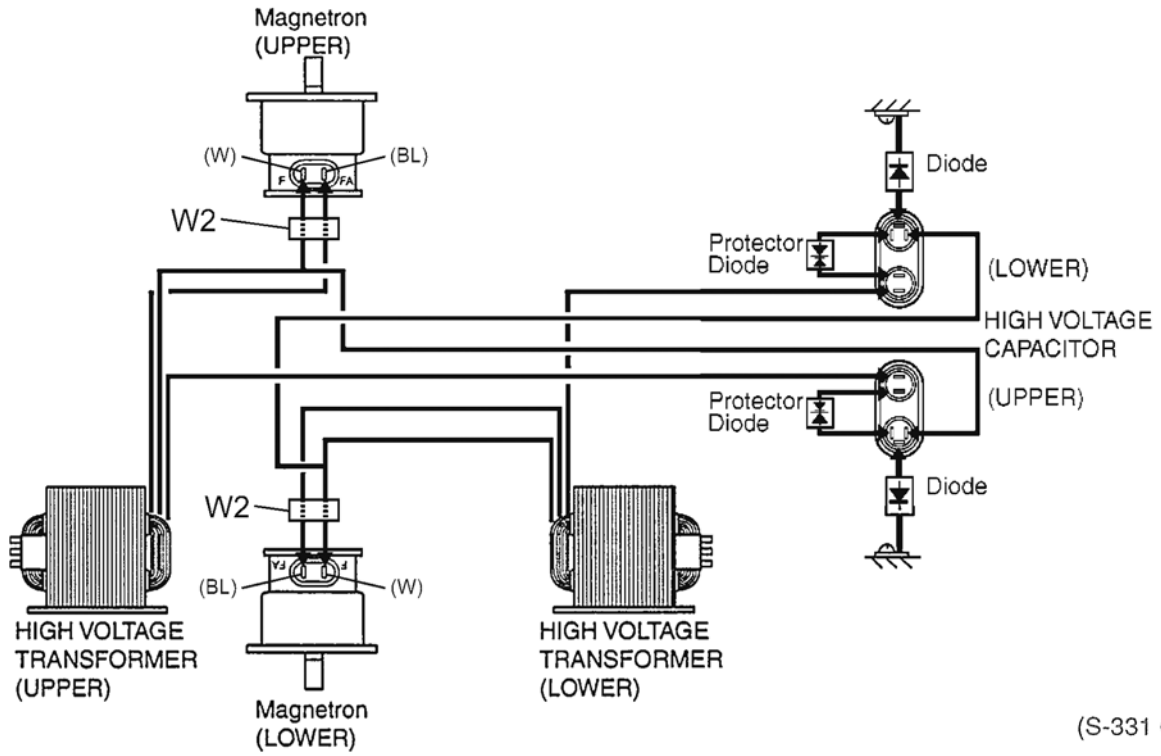 Magnetron
(UPPER)
(W)
(BL)
F
FA
W2
Diode
Protector
Diode
(LOWER)
HIGH VOLTAGE
CAPACITOR
Protector
Diode
(UPPER)
Diode
W2
FA
F
(BL)
(W)
HIGH VOLTAGE
TRANSFORMER
(UPPER)
HIGH VOLTAGE
TRANSFORMER
(LOWER)
Magnetron
(LOWER)
(S-331